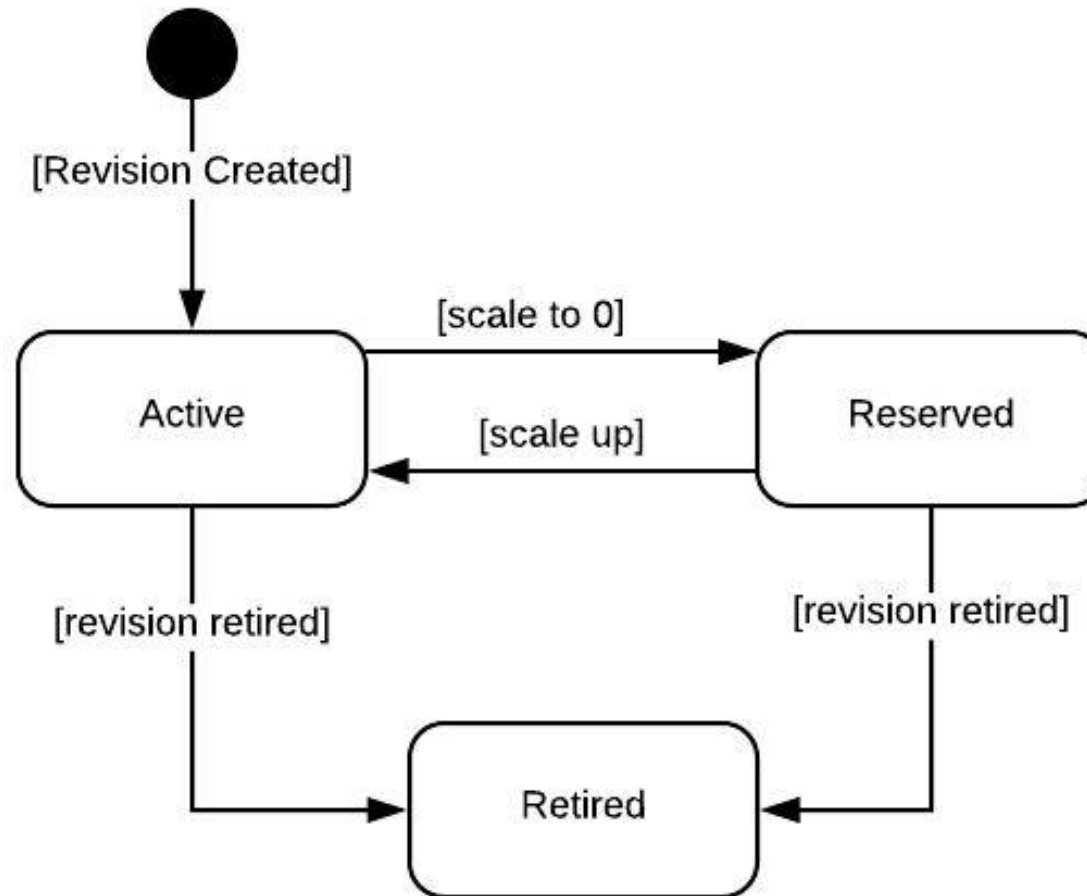 [Revision Created]
[scale to 0]
Active
Reserved
[scale up]
[revision retired]
[revision retired]
Retired